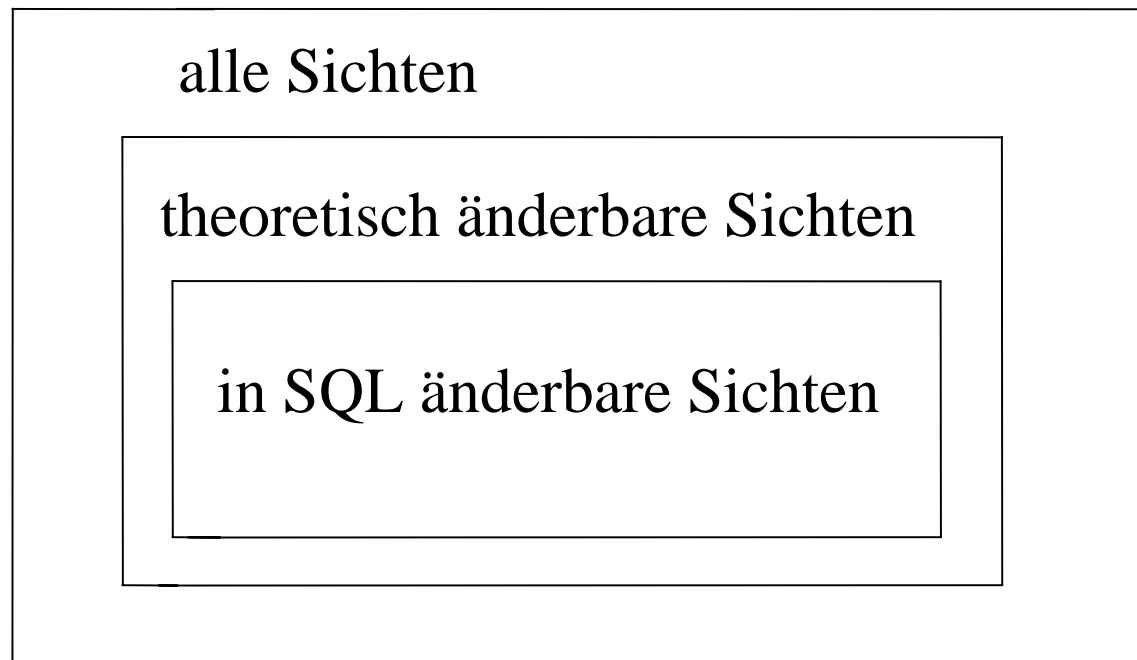 alle Sichten
theoretisch änderbare Sichten
in SQL änderbare Sichten